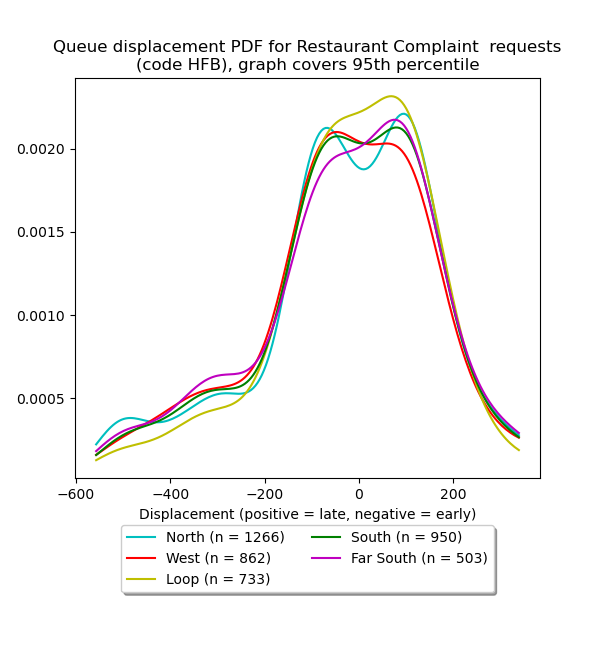 Queue displacement PDF for Restaurant Complaint  requests
(code HFB), graph covers 95th percentile
0.0020
0.0015
0.0010
0.0005
−600 −400 −200 0 200
Displacement (positive = late, negative = early)
North (n = 1266) South (n = 950)
West (n = 862) Far South (n = 503)
Loop (n = 733)